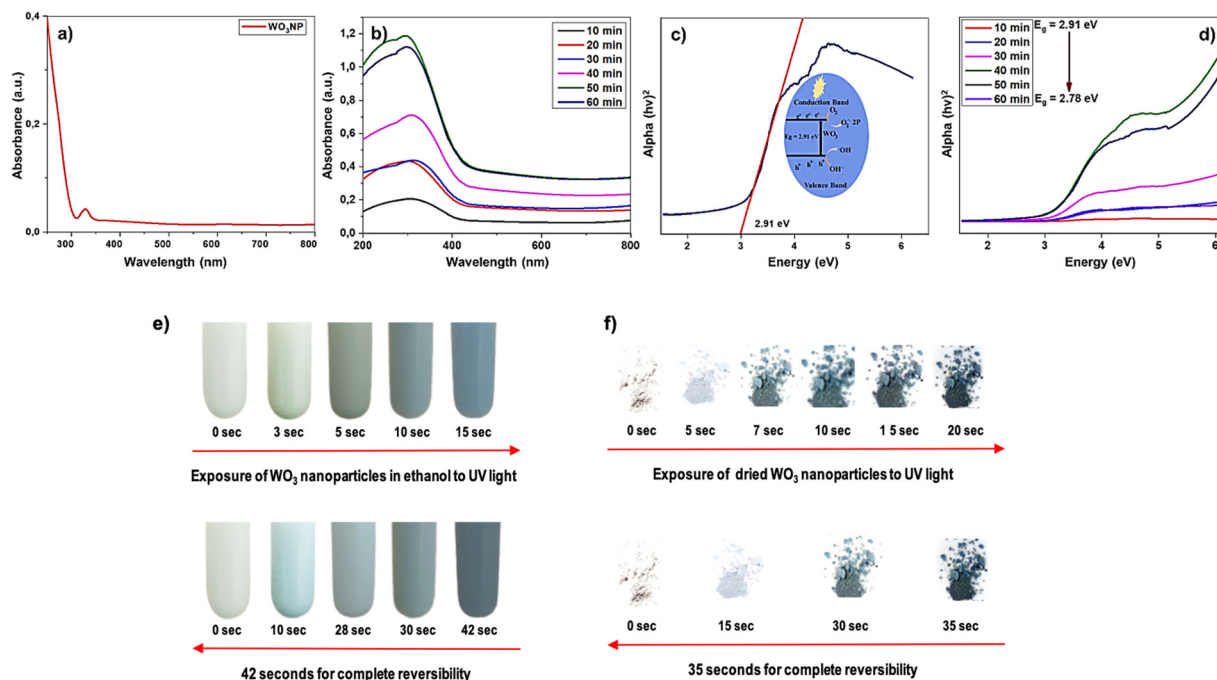 a)
WO₃NP
0,4
0,2
0,0
300 400 500 600 700 800
Absorbance (a.u.)
Wavelength (nm)
b)
10 min
20 min
30 min
40 min
50 min
60 min
1,2
1,0
0,8
0,6
0,4
0,2
0,0
200 400 600 800
Absorbance (a.u.)
Wavelength (nm)
c)
Alpha (hv)²
Conduction Band
e⁻ e⁻ e⁻
O₂
WO₃
Eg = 2.91 eV
OH
h⁺ h⁺ h⁺
OH⁻
Valence Band
2.91 eV
2 3 4 5 6
Energy (eV)
d)
10 min
20 min
30 min
40 min
50 min
60 min
E𝗀 = 2.91 eV
E𝗀 = 2.78 eV
Alpha (hv)²
2 3 4 5 6
Energy (eV)
e)
0 sec 3 sec 5 sec 10 sec 15 sec
Exposure of WO₃ nanoparticles in ethanol to UV light
0 sec 10 sec 28 sec 30 sec 42 sec
42 seconds for complete reversibility
f)
0 sec 5 sec 7 sec 10 sec 1 5 sec 20 sec
Exposure of dried WO₃ nanoparticles to UV light
0 sec 15 sec 30 sec 35 sec
35 seconds for complete reversibility